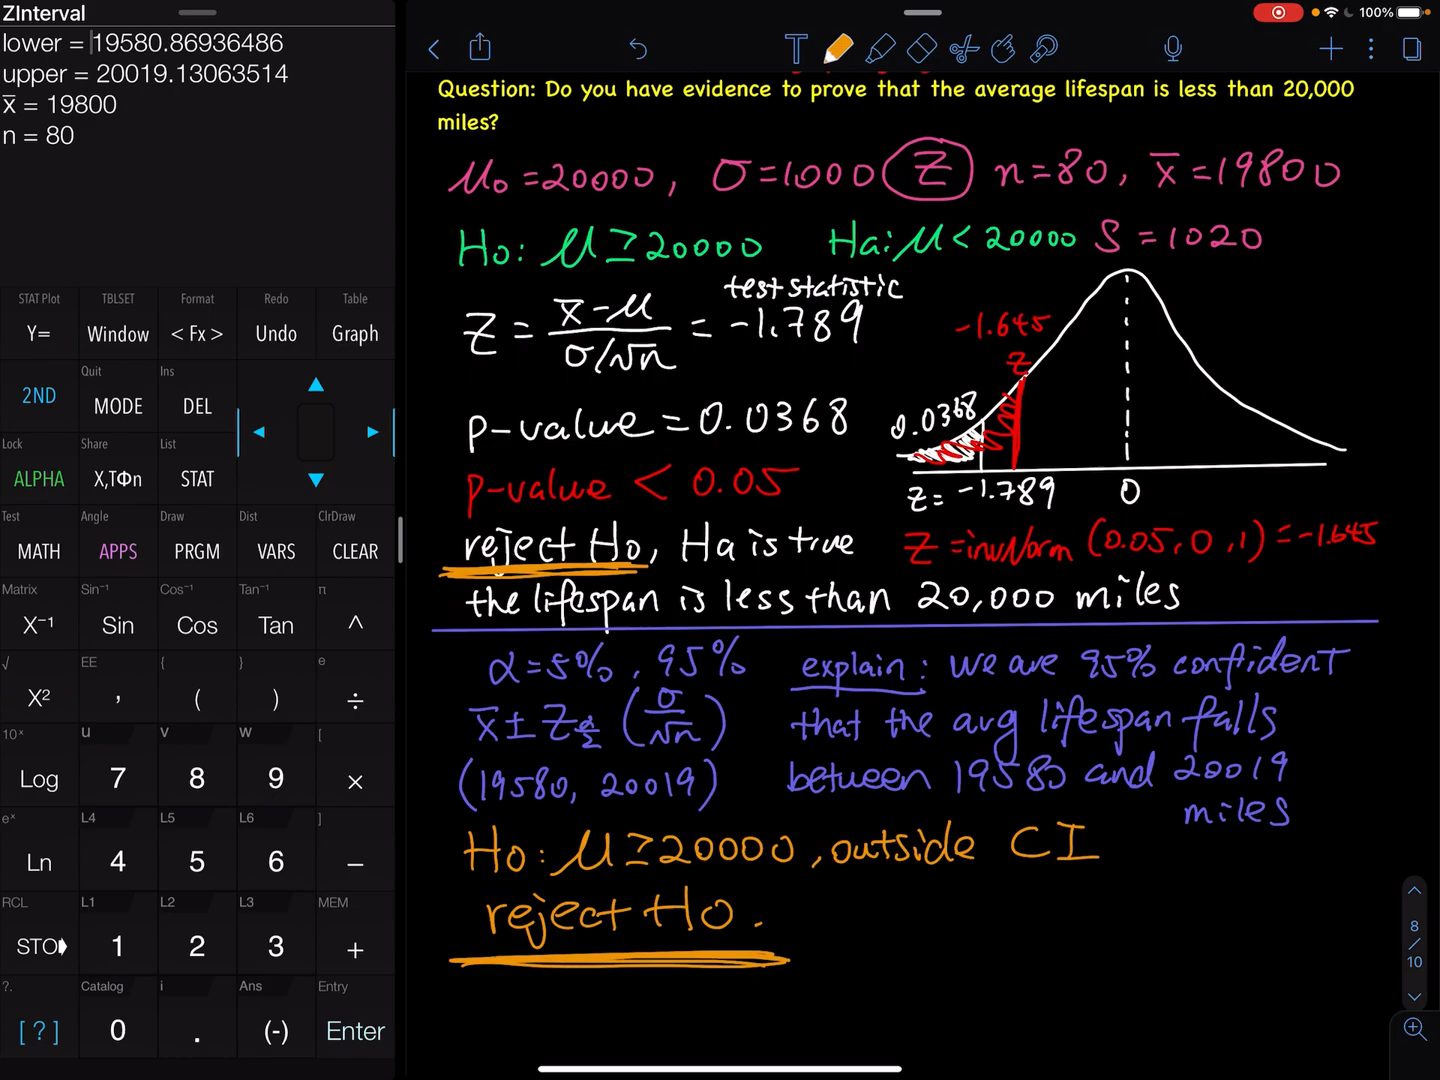 ZInterval
lower = 19580.86936486
upper = 20019.13063514
x̄ = 19800
n = 80
STAT Plot TBLSET Format Redo Table
Y= Window < Fx > Undo Graph
Quit Ins
2ND MODE DEL
Lock Share List
ALPHA X,TΦn STAT
Test Angle Draw Dist ClrDraw
MATH APPS PRGM VARS CLEAR
Matrix Sin⁻¹ Cos⁻¹ Tan⁻¹ π
X⁻¹ Sin Cos Tan ^
√ EE { } e
X² , ( ) ÷
10ˣ u v w [
Log 7 8 9 ×
eˣ L4 L5 L6 ]
Ln 4 5 6 −
RCL L1 L2 L3 MEM
STO 1 2 3 +
?. Catalog i Ans Entry
[ ? ] 0 . (-) Enter
100%
T
Question: Do you have evidence to prove that the average lifespan is less than 20,000
miles?
μ₀ = 20000, σ = 1000 Z n = 80, x̄ = 19800
Ho: μ ≥ 20000 Ha: μ < 20000 S = 1020
test statistic
Z = x̄ − μ / σ/√n = −1.789
−1.645
Z
p-value = 0.0368
0.0368
p-value < 0.05
Z = −1.789 0
reject Ho, Ha is true
Z = invNorm (0.05, 0, 1) = −1.645
the lifespan is less than 20,000 miles
α = 5%, 95%
x̄ ± Z α/2 (σ/√n)
(19580, 20019)
explain: we are 95% confident
that the avg lifespan falls
between 19580 and 20019
miles
Ho: μ ≥ 20000, outside CI
reject Ho.
8
/
10